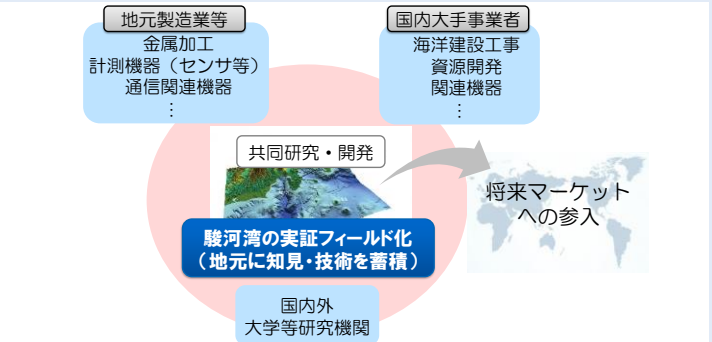 地元製造業等
金属加工
計測機器（センサ等）
通信関連機器
⋮
国内大手事業者
海洋建設工事
資源開発
関連機器
⋮
共同研究・開発
将来マーケット
への参入
駿河湾の実証フィールド化
（地元に知見・技術を蓄積）
国内外
大学等研究機関